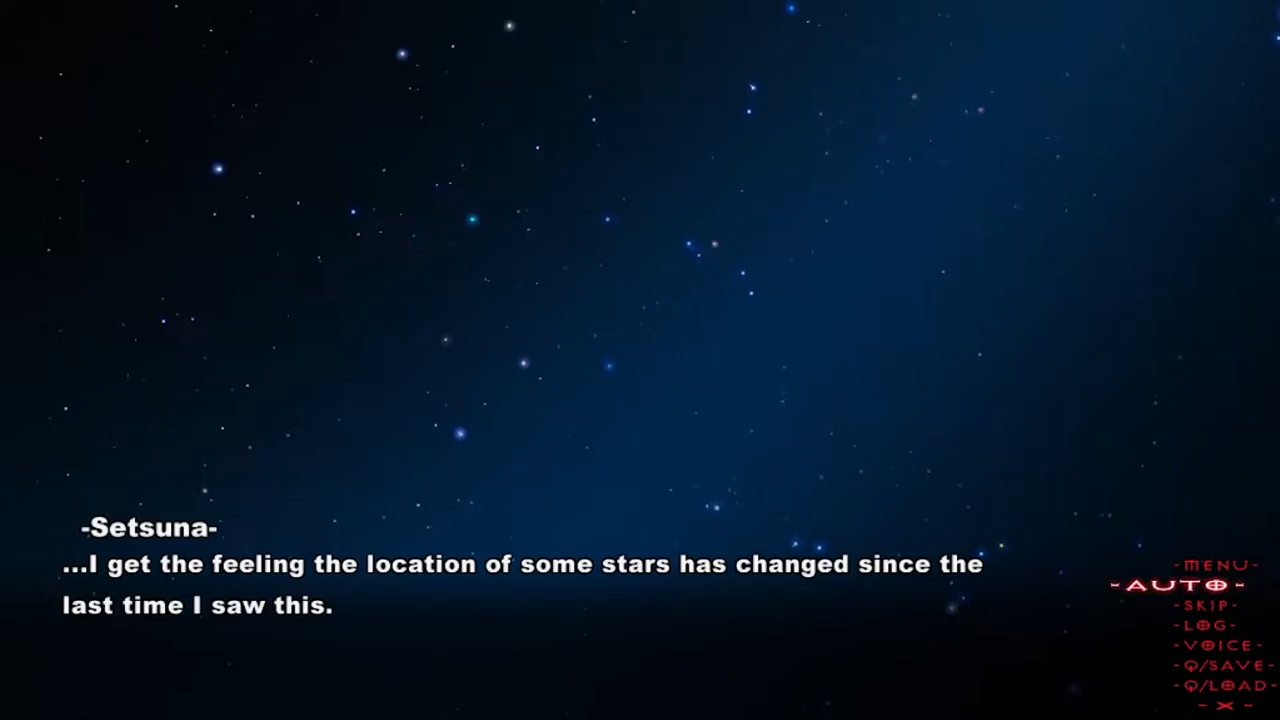 -Setsuna-
...I get the feeling the location of some stars has changed since the
last time I saw this.
-MENU-
-AUTO-
-SKIP-
-LOG-
-VOICE-
-Q/SAVE-
-Q/LOAD-
-X-